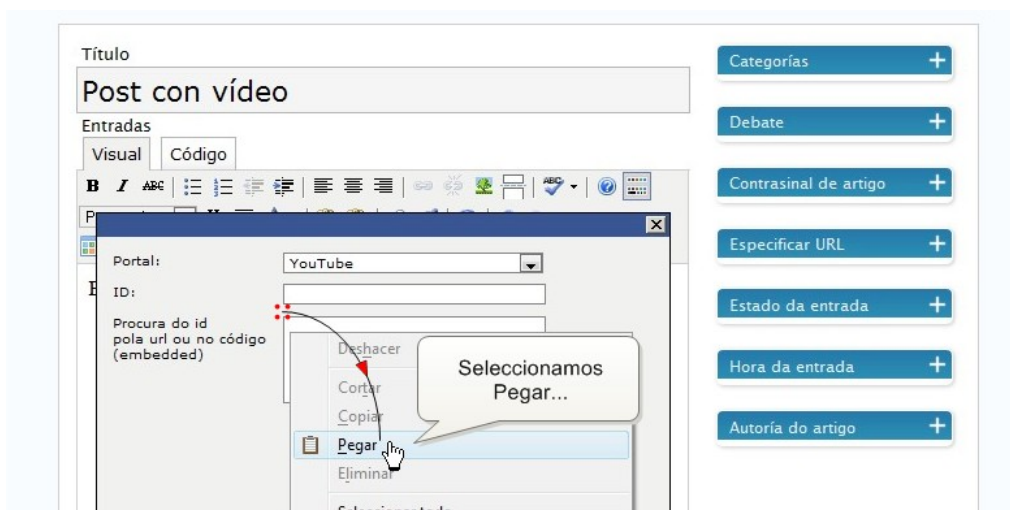 Título
Post con vídeo
Entradas
Visual Código
B I ABC ABC
Portal: YouTube
ID:
Procura do id
pola url ou no código
(embedded)
Deshacer
Cortar
Copiar
Pegar
Eliminar
Seleccionamos
Pegar...
Categorías
Debate
Contrasinal de artigo
Especificar URL
Estado da entrada
Hora da entrada
Autoría do artigo